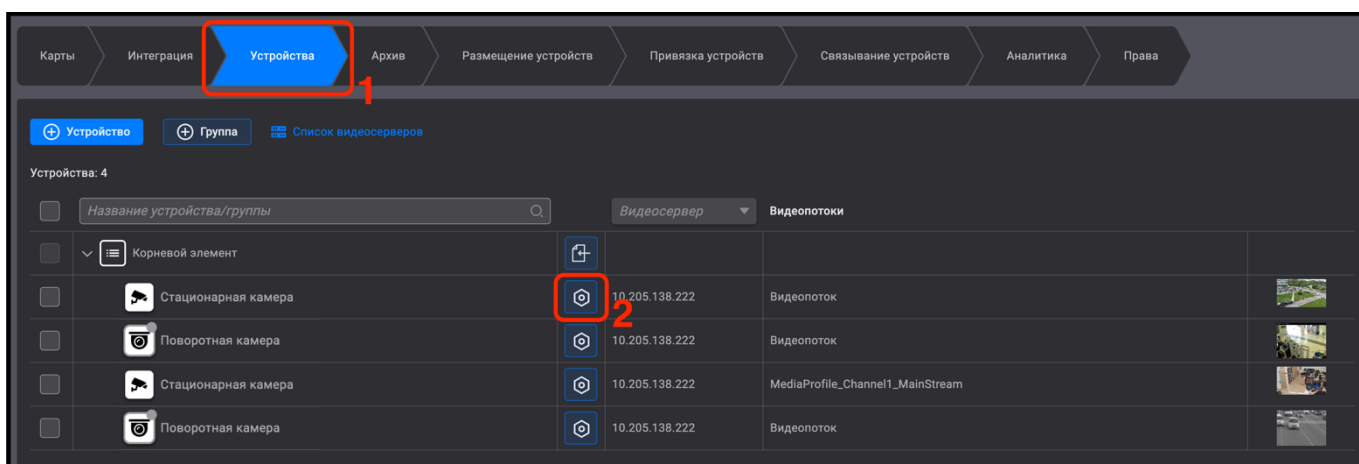 Карты Интеграция Устройства Архив Размещение устройств Привязка устройств Связывание устройств Аналитика Права
1
Устройство Группа Список видеосерверов
Устройства: 4
Название устройства/группы Видеосервер Видеопотоки
Корневой элемент
Стационарная камера 10.205.138.222 Видеопоток
2
Поворотная камера 10.205.138.222 Видеопоток
Стационарная камера 10.205.138.222 MediaProfile_Channel1_MainStream
Поворотная камера 10.205.138.222 Видеопоток